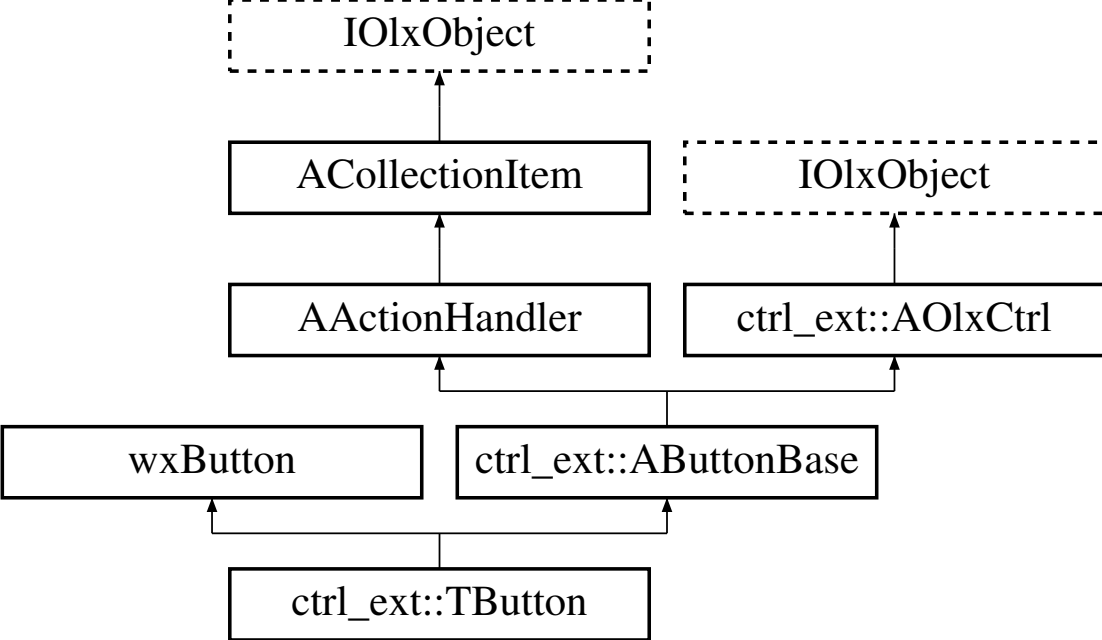 IOlxObject
ACollectionItem
IOlxObject
AActionHandler
ctrl_ext::AOlxCtrl
wxButton
ctrl_ext::AButtonBase
ctrl_ext::TButton